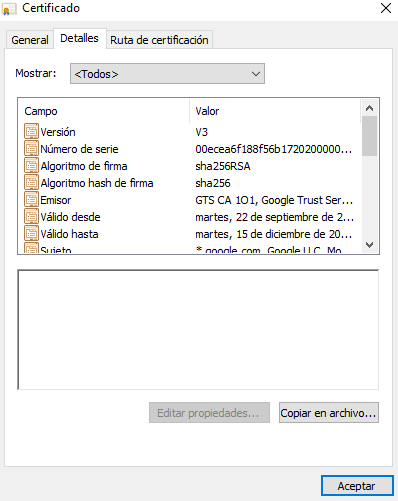 Certificado
General Detalles Ruta de certificación
Mostrar: <Todos>
Campo Valor
Versión V3
Número de serie 00ecea6f188f56b1720200000...
Algoritmo de firma sha256RSA
Algoritmo hash de firma sha256
Emisor GTS CA 1O1, Google Trust Ser...
Válido desde martes, 22 de septiembre de 2...
Válido hasta martes, 15 de diciembre de 20...
Sujeto *.google.com, Google LLC, Mo...
Editar propiedades... Copiar en archivo...
Aceptar